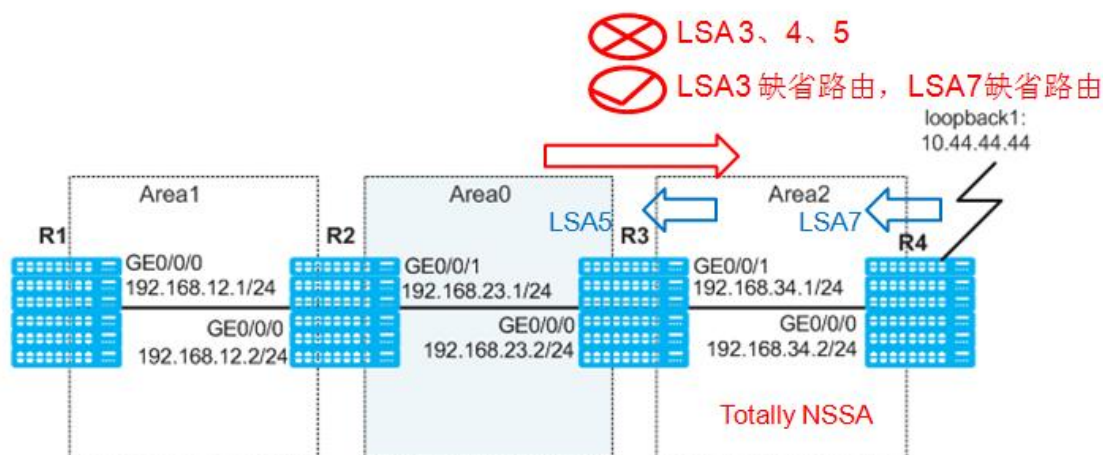 LSA3、4、5
LSA3缺省路由，LSA7缺省路由
loopback1:
10.44.44.44
Area1
Area0
Area2
LSA5
LSA7
R1
R2
R3
R4
GE0/0/0
192.168.12.1/24
GE0/0/1
192.168.23.1/24
GE0/0/1
192.168.34.1/24
GE0/0/0
192.168.12.2/24
GE0/0/0
192.168.23.2/24
GE0/0/0
192.168.34.2/24
Totally NSSA